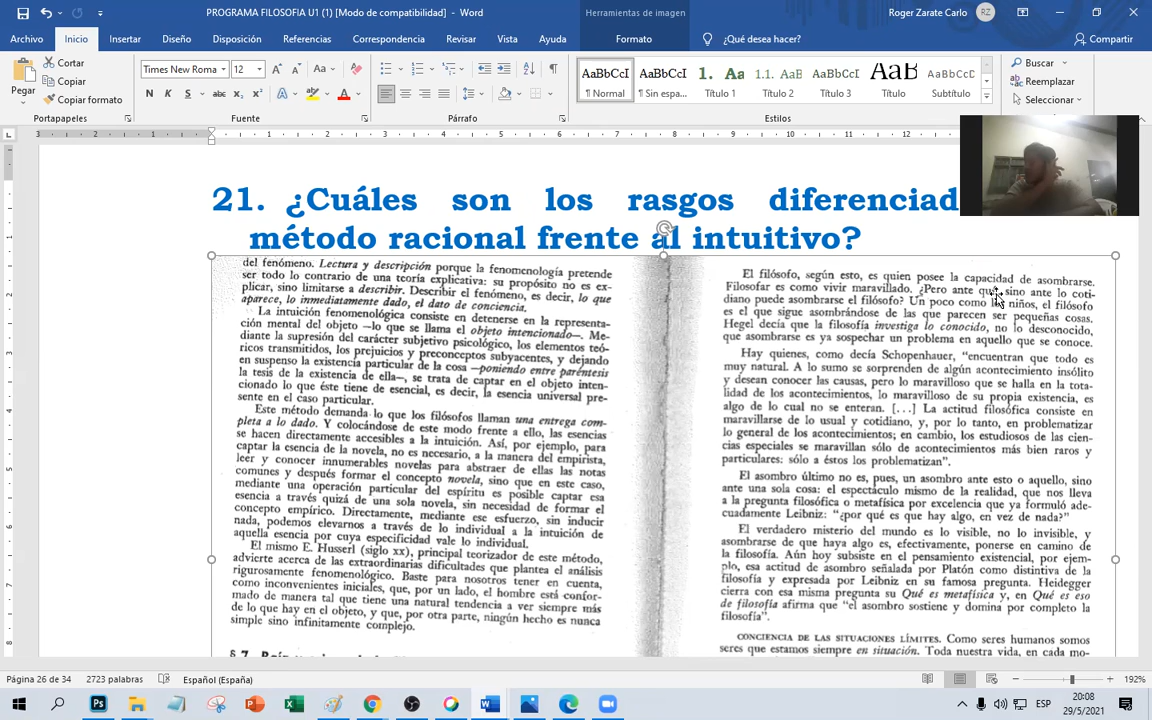 PROGRAMA FILOSOFIA U1 (1) [Modo de compatibilidad] - Word
Herramientas de imagen
Roger Zarate Carlo
RZ
Archivo
Inicio
Insertar
Diseño
Disposición
Referencias
Correspondencia
Revisar
Vista
Ayuda
Formato
¿Qué desea hacer?
Compartir
Pegar
Cortar
Copiar
Copiar formato
Portapapeles
Times New Roma
12
N K S abc x₂ x²
Fuente
Párrafo
AaBbCcI
¶ Normal
AaBbCcI
¶ Sin espa...
1. Aa
Título 1
1.1. AaB
Título 2
AaBbCcI
Título 3
AaB
Título
AaBbCcD
Subtítulo
Estilos
Buscar
Reemplazar
Seleccionar
3 2 1 1 2 3 4 5 6 7 8 9 10 11 12
21. ¿Cuáles son los rasgos diferenciad
método racional frente al intuitivo?
del fenómeno. Lectura y descripción porque la fenomenología pretende
ser todo lo contrario de una teoría explicativa: su propósito no es ex-
plicar, sino limitarse a describir. Describir el fenómeno, es decir, lo que
aparece, lo inmediatamente dado, el dato de conciencia.
La intuición fenomenológica consiste en detenerse en la representa-
ción mental del objeto —lo que se llama el objeto intencionado—. Me-
diante la supresión del carácter subjetivo psicológico, los elementos teó-
ricos transmitidos, los prejuicios y preconceptos subyacentes, y dejando
en suspenso la existencia particular de la cosa —poniendo entre paréntesis
la tesis de la existencia de ella—, se trata de captar en el objeto inten-
cionado lo que éste tiene de esencial, es decir, la esencia universal pre-
sente en el caso particular.
Este método demanda lo que los filósofos llaman una entrega com-
pleta a lo dado. Y colocándose de este modo frente a ello, las esencias
se hacen directamente accesibles a la intuición. Así, por ejemplo, para
captar la esencia de la novela, no es necesario, a la manera del empirista,
leer y conocer innumerables novelas para abstraer de ellas las notas
comunes y después formar el concepto novela, sino que en este caso,
mediante una operación particular del espíritu es posible captar esa
esencia a través quizá de una sola novela, sin necesidad de formar el
concepto empírico. Directamente, mediante ese esfuerzo, sin inducir
nada, podemos elevarnos a través de lo individual a la intuición de
aquella esencia por cuya especificidad vale lo individual.
El mismo E. Husserl (siglo xx), principal teorizador de este método,
advierte acerca de las extraordinarias dificultades que plantea el análisis
rigurosamente fenomenológico. Baste para nosotros tener en cuenta,
como inconvenientes iniciales, que, por un lado, el hombre está confor-
mado de manera tal que tiene una natural tendencia a ver siempre más
de lo que hay en el objeto, y que, por otra parte, ningún hecho es nunca
simple sino infinitamente complejo.
§ 7.
El filósofo, según esto, es quien posee la capacidad de asombrarse.
Filosofar es como vivir maravillado. ¿Pero ante qué, sino ante lo coti-
diano puede asombrarse el filósofo? Un poco como los niños, el filósofo
es el que sigue asombrándose de las que parecen ser pequeñas cosas.
Hegel decía que la filosofía investiga lo conocido, no lo desconocido,
que asombrarse es ya sospechar un problema en aquello que se conoce.
Hay quienes, como decía Schopenhauer, "encuentran que todo es
muy natural. A lo sumo se sorprenden de algún acontecimiento insólito
y desean conocer las causas, pero lo maravilloso que se halla en la tota-
lidad de los acontecimientos, lo maravilloso de su propia existencia, es
algo de lo cual no se enteran. [...] La actitud filosófica consiste en
maravillarse de lo usual y cotidiano, y, por lo tanto, en problematizar
lo general de los acontecimientos; en cambio, los estudiosos de las cien-
cias especiales se maravillan sólo de acontecimientos más bien raros y
particulares: sólo a éstos los problematizan".
El asombro último no es, pues, un asombro ante esto o aquello, sino
ante una sola cosa: el espectáculo mismo de la realidad, que nos lleva
a la pregunta filosófica o metafísica por excelencia que ya formuló ade-
cuadamente Leibniz: "¿por qué es que hay algo, en vez de nada?"
El verdadero misterio del mundo es lo visible, no lo invisible, y
asombrarse de que haya algo es, efectivamente, ponerse en camino de
la filosofía. Aún hoy subsiste en el pensamiento existencial, por ejem-
plo, esa actitud de asombro señalada por Platón como distintiva de la
filosofía y expresada por Leibniz en su famosa pregunta. Heidegger
cierra con esa misma pregunta su Qué es metafísica y, en Qué es eso
de filosofía afirma que "el asombro sostiene y domina por completo la
filosofía".
CONCIENCIA DE LAS SITUACIONES LÍMITES. Como seres humanos somos
seres que estamos siempre en situación. Toda nuestra vida, en cada mo-
Página 26 de 34
2723 palabras
Español (España)
192%
ESP
20:08
29/5/2021